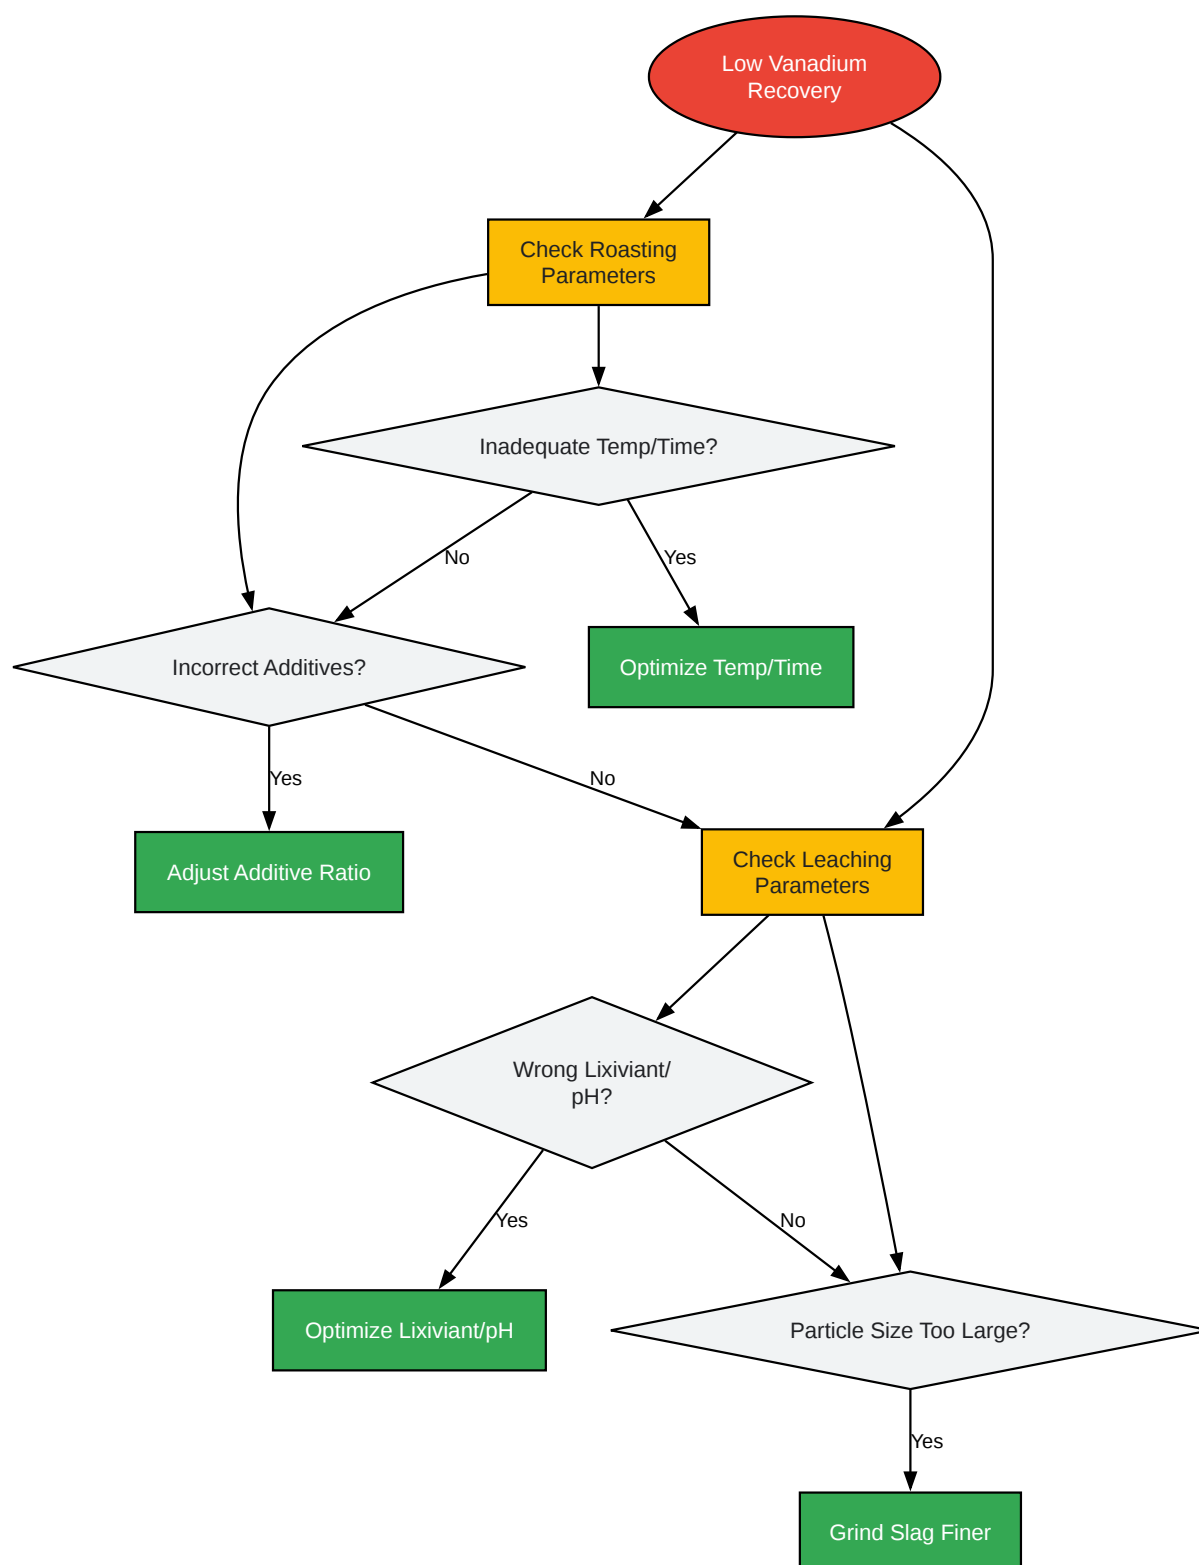 Low Vanadium
Recovery
Check Roasting
Parameters
Inadequate Temp/Time?
No
Yes
Incorrect Additives?
Optimize Temp/Time
Yes
No
Adjust Additive Ratio
Check Leaching
Parameters
Wrong Lixiviant/
pH?
Yes
No
Optimize Lixiviant/pH
Particle Size Too Large?
Yes
Grind Slag Finer